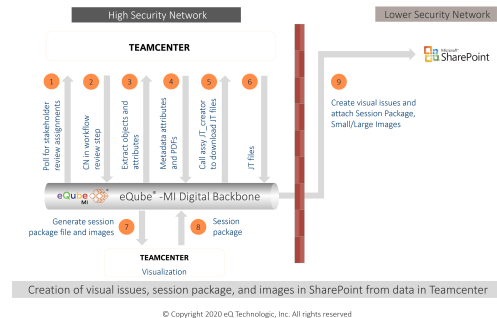 High Security Network
Lower Security Network
TEAMCENTER
Microsoft®
SharePoint
1
2
3
4
5
6
9
Poll for stakeholder
review assignments
CN in workflow
review step
Extract objects and
attributes
Metadata attributes
and PDFs
Call assy JT_creator
to download JT files
JT files
Create visual issues and
attach Session Package,
Small/Large Images
eQube®
MI
eQube® -MI Digital Backbone
Generate session
package file and images
7
8
Session
package
TEAMCENTER
Visualization
Creation of visual issues, session package, and images in SharePoint from data in Teamcenter
© Copyright 2020 eQ Technologic, Inc. All rights reserved